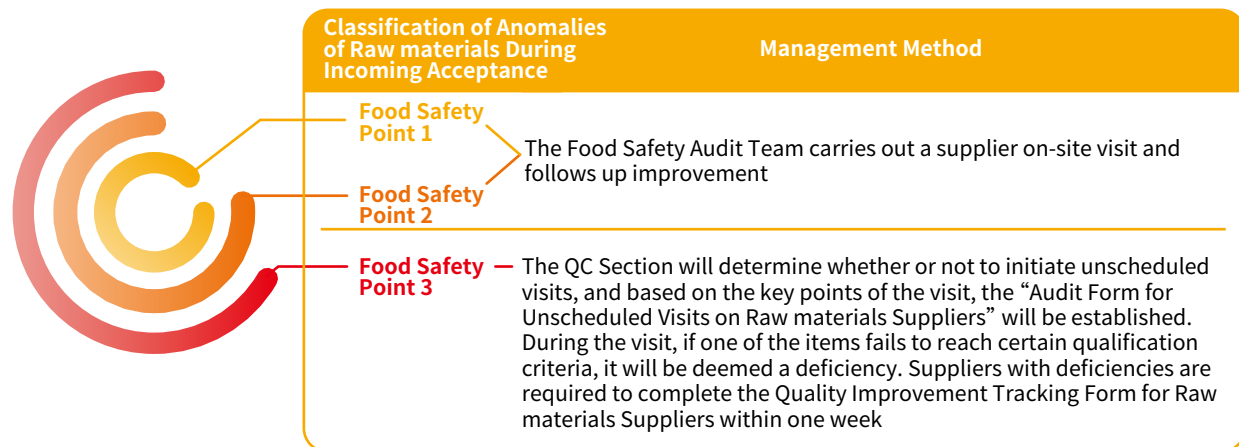 Classification of Anomalies
of Raw materials During
Incoming Acceptance
Management Method
Food Safety
Point 1
The Food Safety Audit Team carries out a supplier on-site visit and
follows up improvement
Food Safety
Point 2
Food Safety
Point 3
The QC Section will determine whether or not to initiate unscheduled
visits, and based on the key points of the visit, the “Audit Form for
Unscheduled Visits on Raw materials Suppliers” will be established.
During the visit, if one of the items fails to reach certain qualification
criteria, it will be deemed a deficiency. Suppliers with deficiencies are
required to complete the Quality Improvement Tracking Form for Raw
materials Suppliers within one week